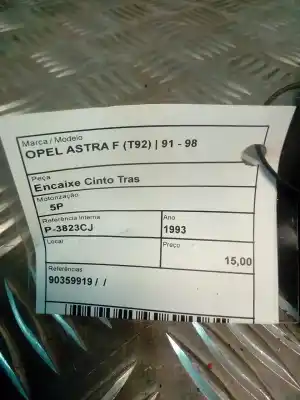 Marca / Modelo
OPEL ASTRA F (T92) | 91 - 98
Peça
Encaixe Cinto Tras
Motorização
5P
Referência Interna
P-3823CJ
Ano
1993
Local
Preço
15,00
Referências
90359919 / /